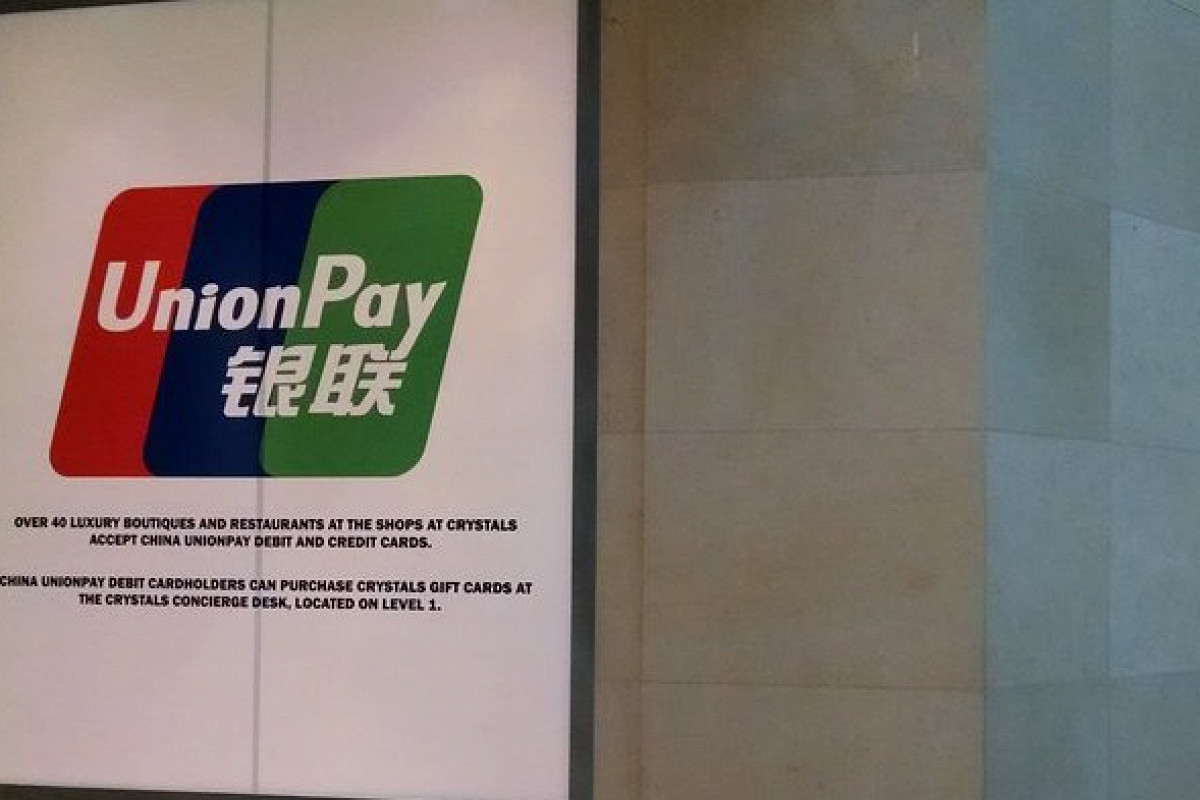 UnionPay
银联
OVER 40 LUXURY BOUTIQUES AND RESTAURANTS AT THE SHOPS AT CRYSTALS
ACCEPT CHINA UNIONPAY DEBIT AND CREDIT CARDS.
CHINA UNIONPAY DEBIT CARDHOLDERS CAN PURCHASE CRYSTALS GIFT CARDS AT
THE CRYSTALS CONCIERGE DESK, LOCATED ON LEVEL 1.